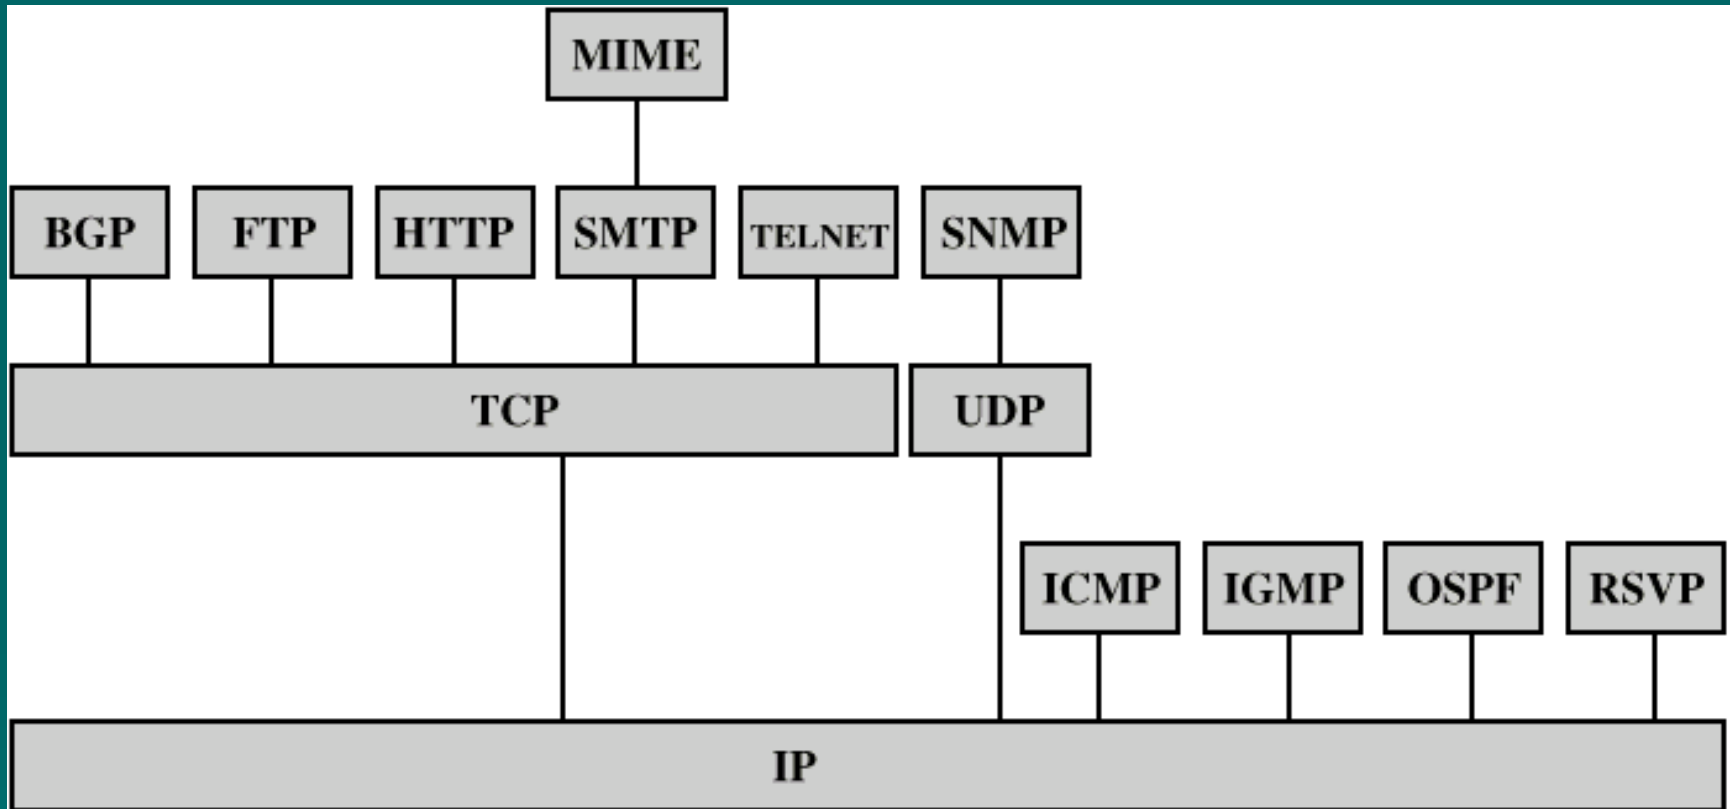 MIME
BGP FTP HTTP SMTP TELNET SNMP
TCP UDP
ICMP IGMP OSPF RSVP
IP